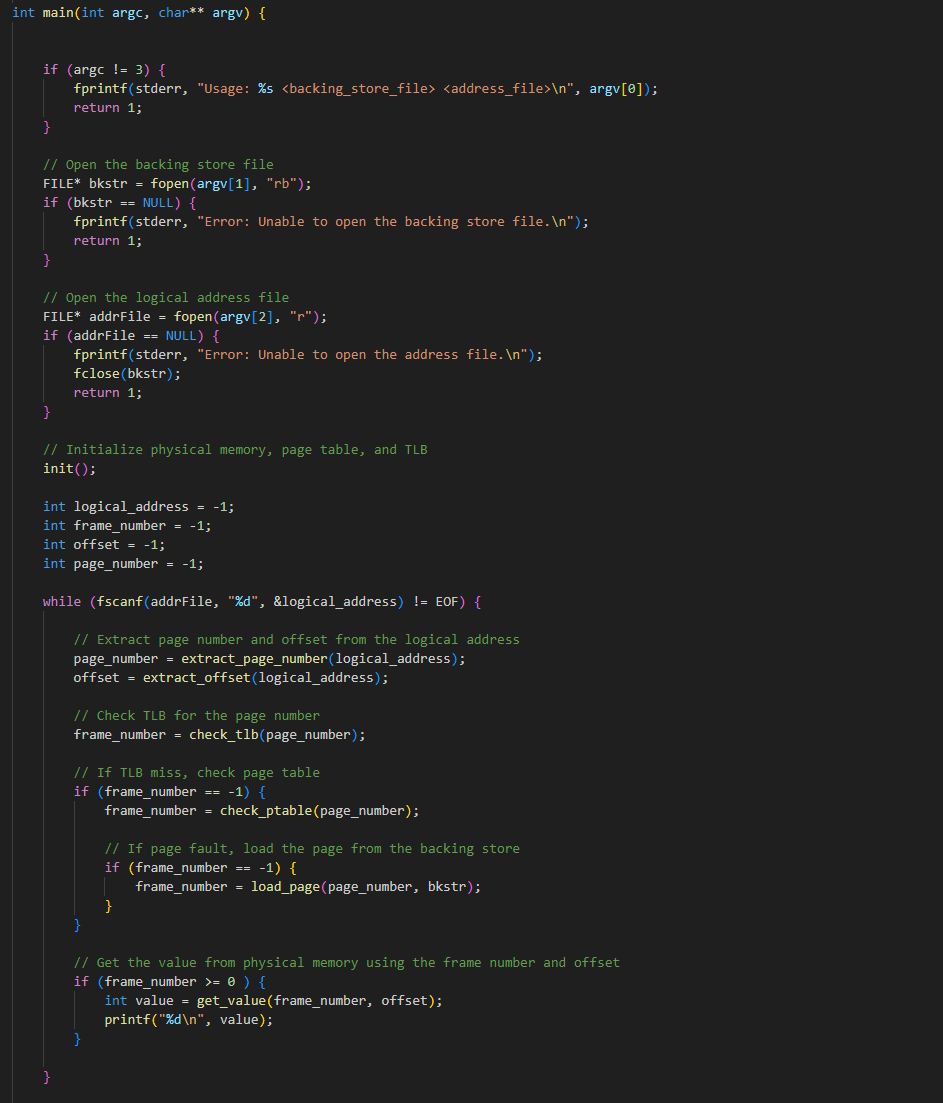 int main(int argc, char** argv) {
if (argc != 3) {
fprintf(stderr, "Usage: %s <backing_store_file> <address_file>\n", argv[0]);
return 1;
}
// Open the backing store file
FILE* bkstr = fopen(argv[1], "rb");
if (bkstr == NULL) {
fprintf(stderr, "Error: Unable to open the backing store file.\n");
return 1;
}
// Open the logical address file
FILE* addrFile = fopen(argv[2], "r");
if (addrFile == NULL) {
fprintf(stderr, "Error: Unable to open the address file.\n");
fclose(bkstr);
return 1;
}
// Initialize physical memory, page table, and TLB
init();
int logical_address = -1;
int frame_number = -1;
int offset = -1;
int page_number = -1;
while (fscanf(addrFile, "%d", &logical_address) != EOF) {
// Extract page number and offset from the logical address
page_number = extract_page_number(logical_address);
offset = extract_offset(logical_address);
// Check TLB for the page number
frame_number = check_tlb(page_number);
// If TLB miss, check page table
if (frame_number == -1) {
frame_number = check_ptable(page_number);
// If page fault, load the page from the backing store
if (frame_number == -1) {
frame_number = load_page(page_number, bkstr);
}
}
// Get the value from physical memory using the frame number and offset
if (frame_number >= 0 ) {
int value = get_value(frame_number, offset);
printf("%d\n", value);
}
}